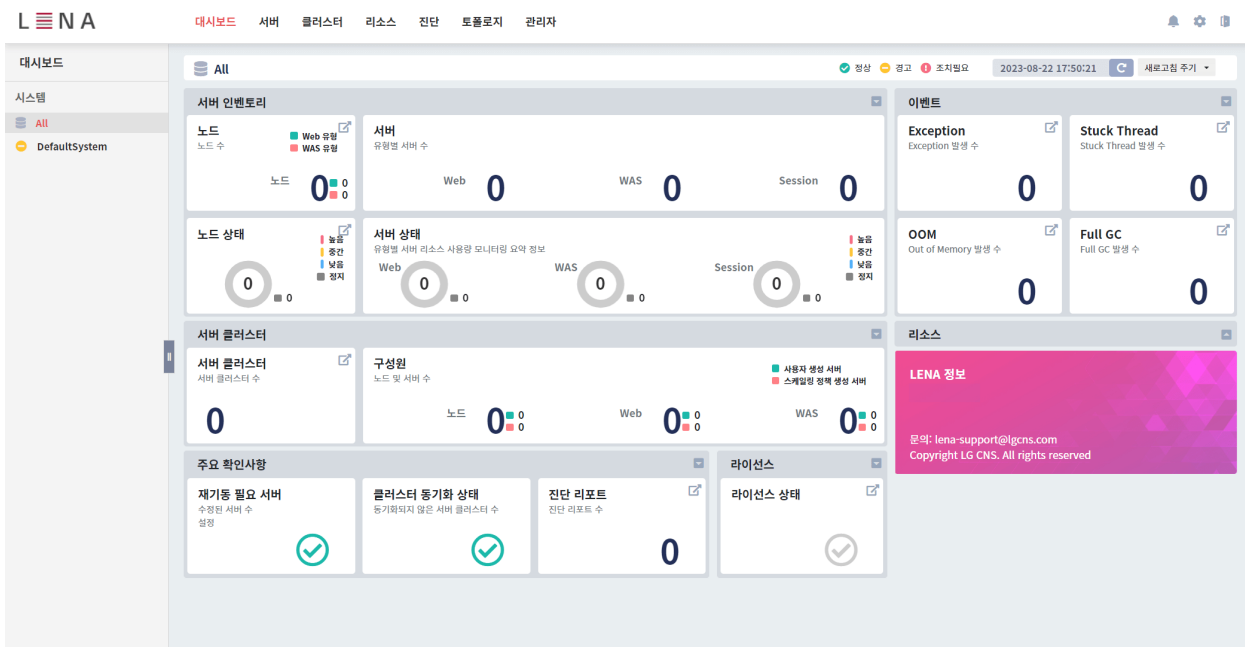 LENA
대시보드 서버 클러스터 리소스 진단 토폴로지 관리자
대시보드
시스템
All
DefaultSystem
All
정상 경고 조치필요 2023-08-22 17:50:21 새로고침 주기
서버 인벤토리
노드
노드 수
Web 유형
WAS 유형
노드 0 0
0
서버
유형별 서버 수
Web 0 WAS 0 Session 0
노드 상태
높음
중간
낮음
정지
0 0
서버 상태
유형별 서버 리소스 사용량 모니터링 요약 정보
높음
중간
낮음
정지
Web 0 0 WAS 0 0 Session 0 0
이벤트
Exception
Exception 발생 수
0
Stuck Thread
Stuck Thread 발생 수
0
OOM
Out of Memory 발생 수
0
Full GC
Full GC 발생 수
0
서버 클러스터
서버 클러스터
서버 클러스터 수
0
구성원
노드 및 서버 수
사용자 생성 서버
스케일링 정책 생성 서버
노드 0 0 Web 0 0 WAS 0 0
0 0 0
리소스
LENA 정보
문의: lena-support@lgcns.com
Copyright LG CNS. All rights reserved
주요 확인사항
재기동 필요 서버
수정된 서버 수
설정
클러스터 동기화 상태
동기화되지 않은 서버 클러스터 수
진단 리포트
진단 리포트 수
0
라이선스
라이선스 상태